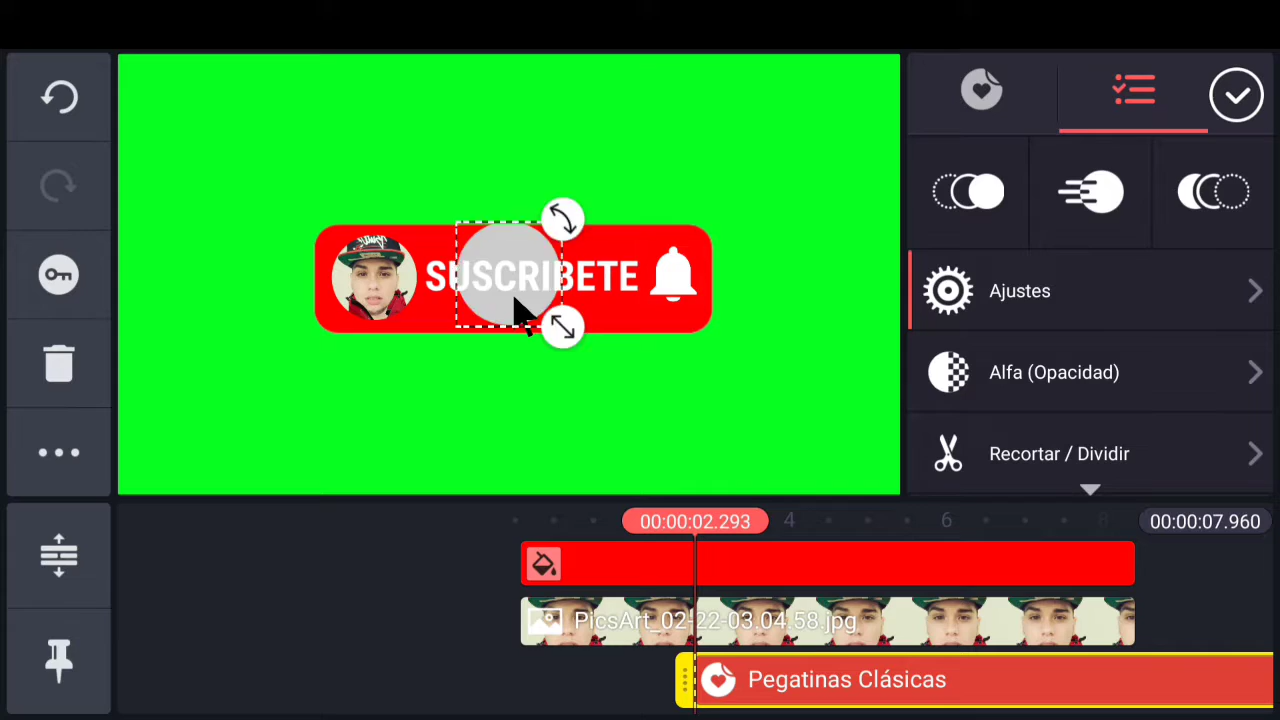 SUSCRIBETE
Ajustes
Alfa (Opacidad)
Recortar / Dividir
00:00:02.293
4
6
8
00:00:07.960
PicsArt_02-22-03.04.58.jpg
Pegatinas Clásicas